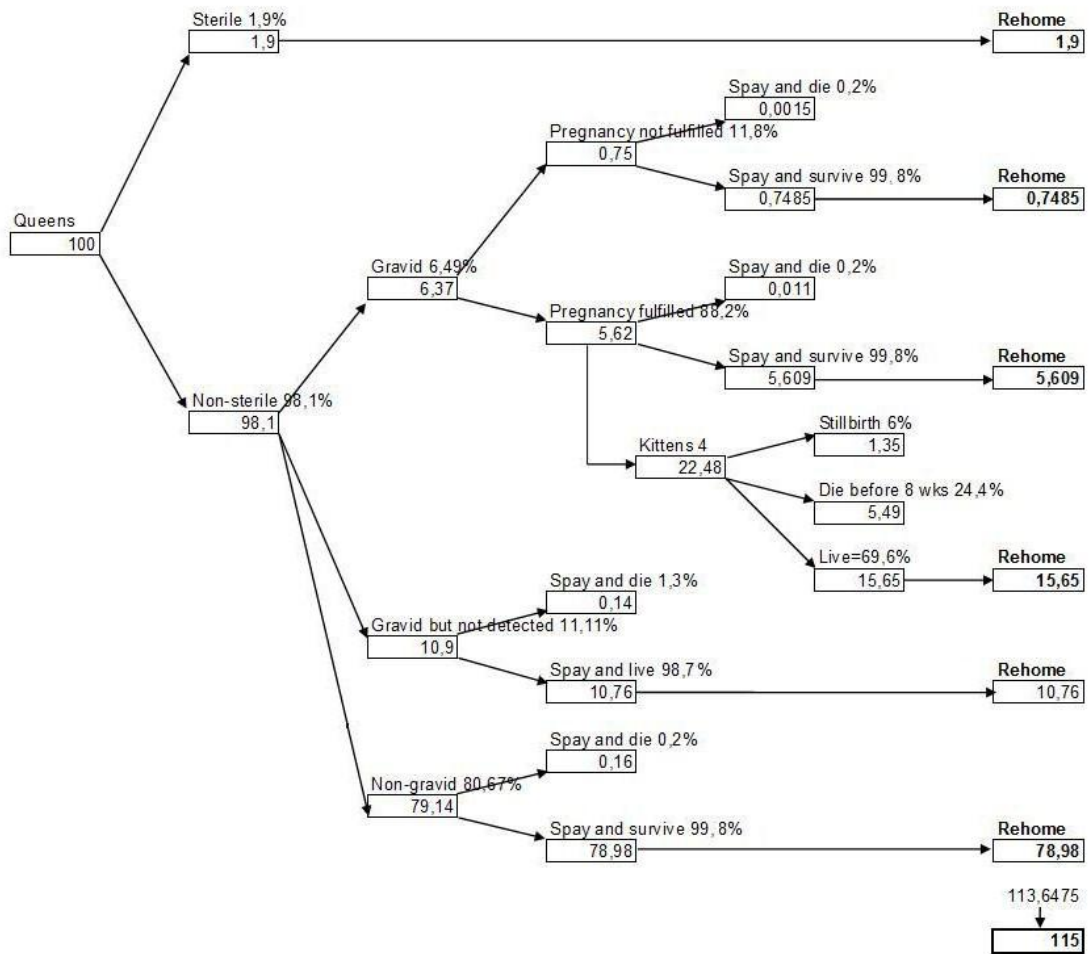 Sterile 1,9%
1,9
Rehome
1,9
Spay and die 0,2%
0,0015
Pregnancy not fulfilled 11,8%
0,75
Spay and survive 99,8%
0,7485
Rehome
0,7485
Queens
100
Gravid 6,49%
6,37
Spay and die 0,2%
0,011
Pregnancy fulfilled 88,2%
5,62
Spay and survive 99,8%
5,609
Rehome
5,609
Non-sterile 98,1%
98,1
Kittens 4
22,48
Stillbirth 6%
1,35
Die before 8 wks 24,4%
5,49
Live=69,6%
15,65
Rehome
15,65
Spay and die 1,3%
0,14
Gravid but not detected 11,11%
10,9
Spay and live 98,7%
10,76
Rehome
10,76
Spay and die 0,2%
0,16
Non-gravid 80,67%
79,14
Spay and survive 99,8%
78,98
Rehome
78,98
113,6475
115